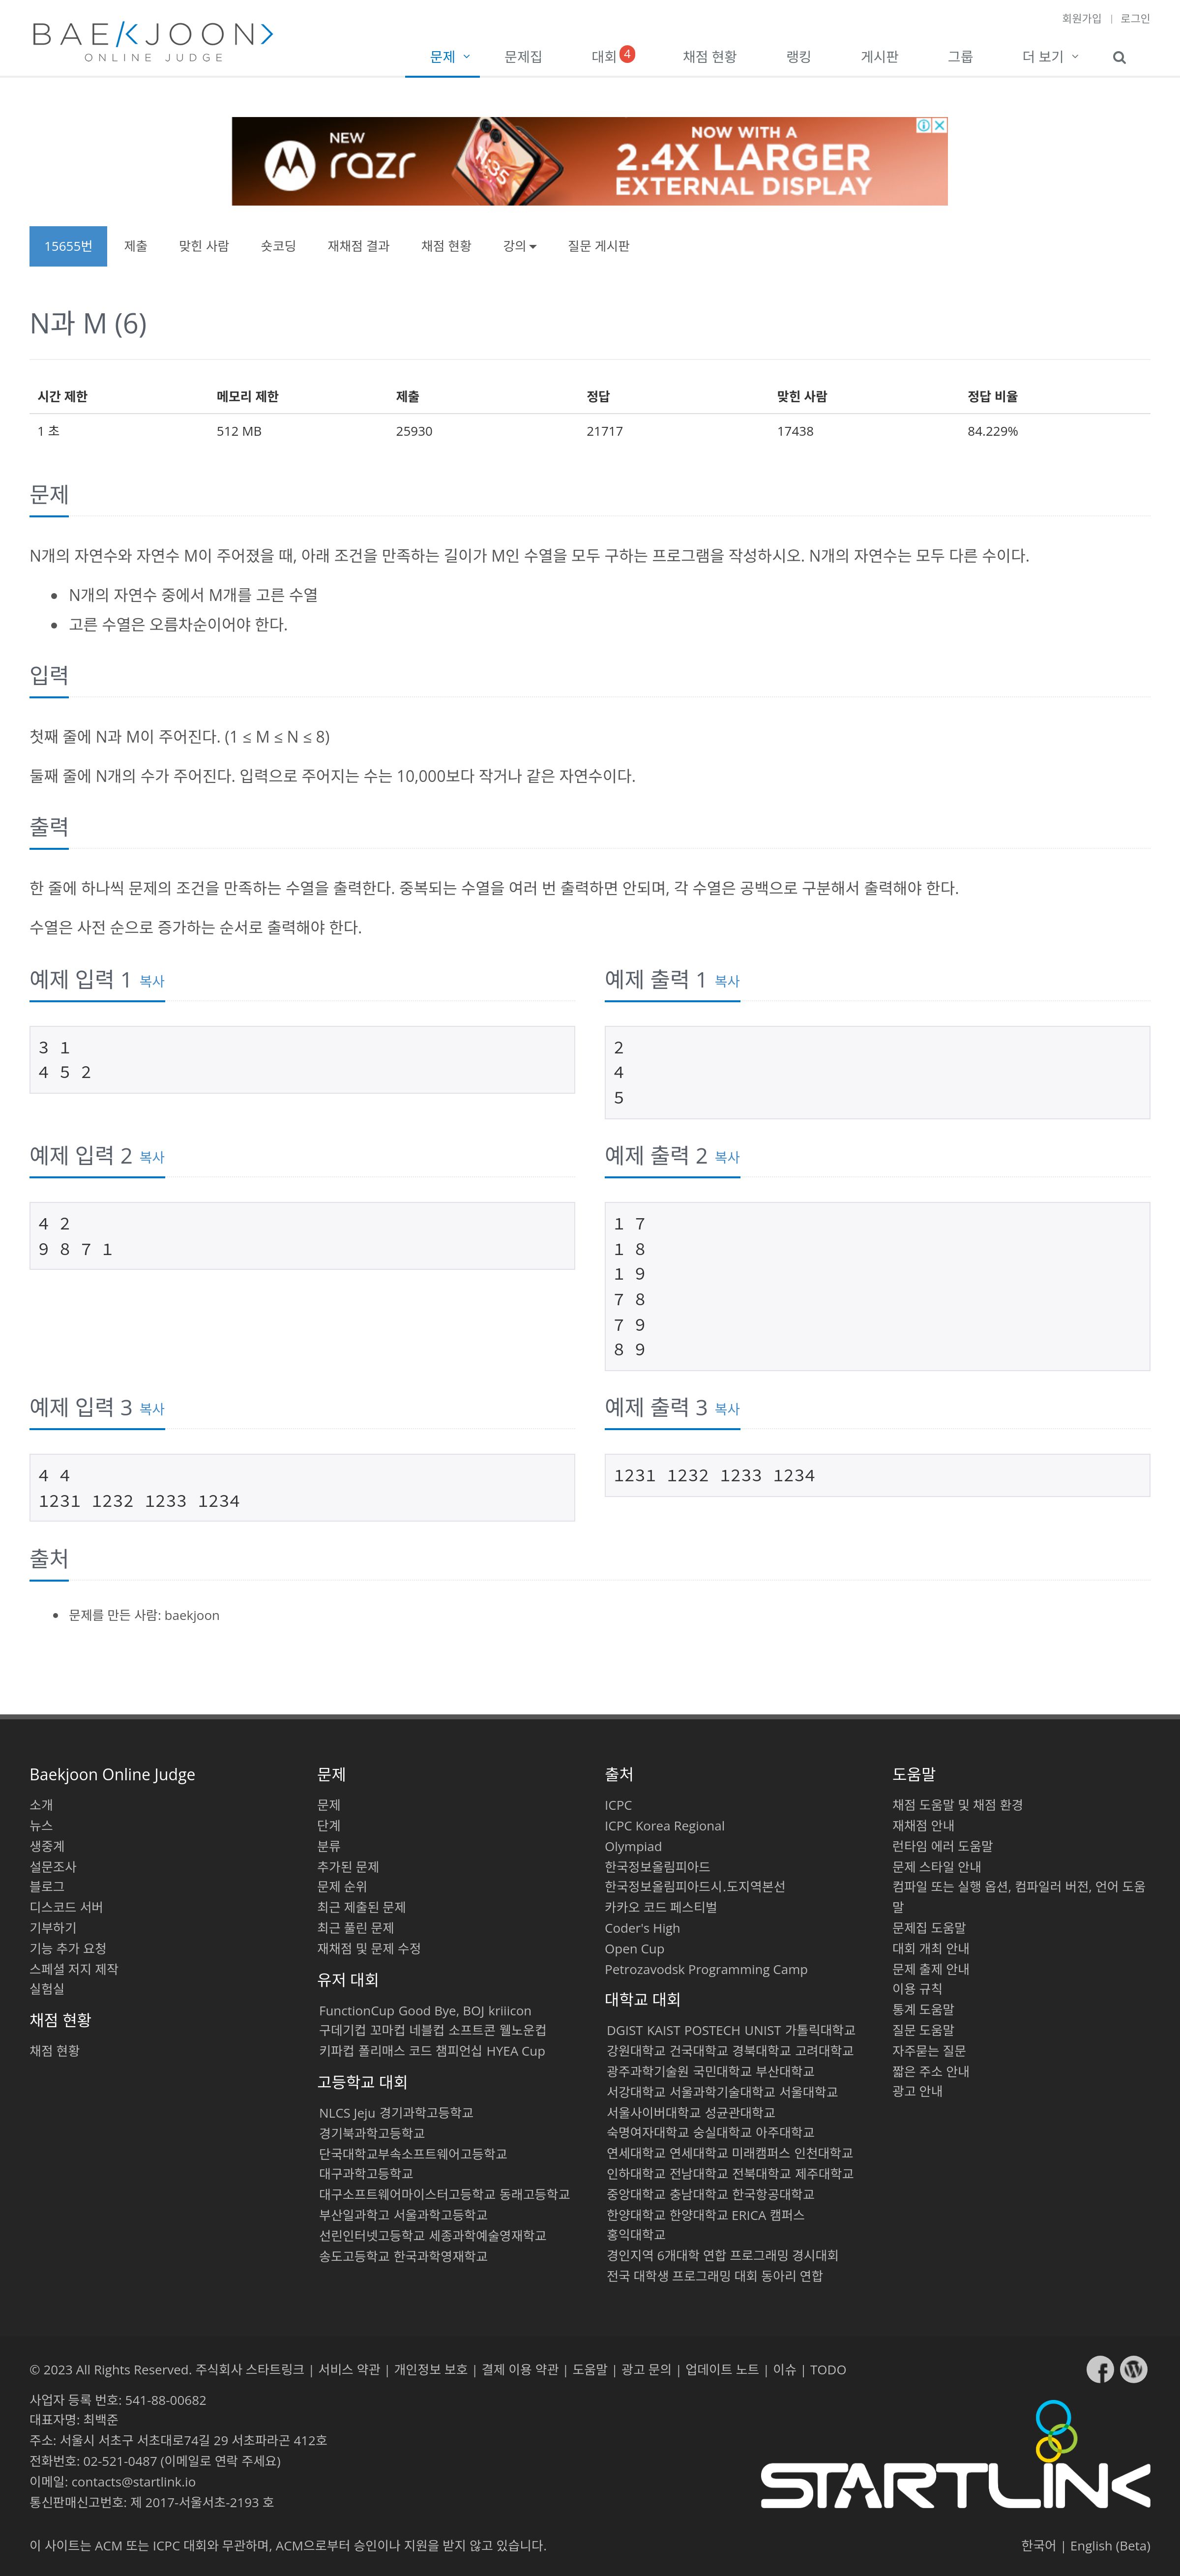 회원가입 | 로그인
BAEKJOON>
ONLINE JUDGE
문제 문제집 대회 4 채점 현황 랭킹 게시판 그룹 더 보기
NEW
razr
NOW WITH A
2.4X LARGER
EXTERNAL DISPLAY
15655번 제출 맞힌 사람 숏코딩 재채점 결과 채점 현황 강의 질문 게시판
N과 M (6)
시간 제한 메모리 제한 제출 정답 맞힌 사람 정답 비율
1 초 512 MB 25930 21717 17438 84.229%
문제
N개의 자연수와 자연수 M이 주어졌을 때, 아래 조건을 만족하는 길이가 M인 수열을 모두 구하는 프로그램을 작성하시오. N개의 자연수는 모두 다른 수이다.
• N개의 자연수 중에서 M개를 고른 수열
• 고른 수열은 오름차순이어야 한다.
입력
첫째 줄에 N과 M이 주어진다. (1 ≤ M ≤ N ≤ 8)
둘째 줄에 N개의 수가 주어진다. 입력으로 주어지는 수는 10,000보다 작거나 같은 자연수이다.
출력
한 줄에 하나씩 문제의 조건을 만족하는 수열을 출력한다. 중복되는 수열을 여러 번 출력하면 안되며, 각 수열은 공백으로 구분해서 출력해야 한다.
수열은 사전 순으로 증가하는 순서로 출력해야 한다.
예제 입력 1 복사
3 1
4 5 2
예제 출력 1 복사
2
4
5
예제 입력 2 복사
4 2
9 8 7 1
예제 출력 2 복사
1 7
1 8
1 9
7 8
7 9
8 9
예제 입력 3 복사
4 4
1231 1232 1233 1234
예제 출력 3 복사
1231 1232 1233 1234
출처
• 문제를 만든 사람: baekjoon
Baekjoon Online Judge
소개
뉴스
생중계
설문조사
블로그
디스코드 서버
기부하기
기능 추가 요청
스페셜 저지 제작
실험실
채점 현황
채점 현황
문제
문제
단계
분류
추가된 문제
문제 순위
최근 제출된 문제
최근 풀린 문제
재채점 및 문제 수정
유저 대회
FunctionCup Good Bye, BOJ kriiicon
구데기컵 꼬마컵 네블컵 소프트콘 웰노운컵
키파컵 폴리매스 코드 챔피언십 HYEA Cup
고등학교 대회
NLCS Jeju 경기과학고등학교
경기북과학고등학교
단국대학교부속소프트웨어고등학교
대구과학고등학교
대구소프트웨어마이스터고등학교 동래고등학교
부산일과학고 서울과학고등학교
선린인터넷고등학교 세종과학예술영재학교
송도고등학교 한국과학영재학교
출처
ICPC
ICPC Korea Regional
Olympiad
한국정보올림피아드
한국정보올림피아드시.도지역본선
카카오 코드 페스티벌
Coder's High
Open Cup
Petrozavodsk Programming Camp
대학교 대회
DGIST KAIST POSTECH UNIST 가톨릭대학교
강원대학교 건국대학교 경북대학교 고려대학교
광주과학기술원 국민대학교 부산대학교
서강대학교 서울과학기술대학교 서울대학교
서울사이버대학교 성균관대학교
숙명여자대학교 숭실대학교 아주대학교
연세대학교 연세대학교 미래캠퍼스 인천대학교
인하대학교 전남대학교 전북대학교 제주대학교
중앙대학교 충남대학교 한국항공대학교
한양대학교 한양대학교 ERICA 캠퍼스
홍익대학교
경인지역 6개대학 연합 프로그래밍 경시대회
전국 대학생 프로그래밍 대회 동아리 연합
도움말
채점 도움말 및 채점 환경
재채점 안내
런타임 에러 도움말
문제 스타일 안내
컴파일 또는 실행 옵션, 컴파일러 버전, 언어 도움
말
문제집 도움말
대회 개최 안내
문제 출제 안내
이용 규칙
통계 도움말
질문 도움말
자주묻는 질문
짧은 주소 안내
광고 안내
© 2023 All Rights Reserved. 주식회사 스타트링크 | 서비스 약관 | 개인정보 보호 | 결제 이용 약관 | 도움말 | 광고 문의 | 업데이트 노트 | 이슈 | TODO
사업자 등록 번호: 541-88-00682
대표자명: 최백준
주소: 서울시 서초구 서초대로74길 29 서초파라곤 412호
전화번호: 02-521-0487 (이메일로 연락 주세요)
이메일: contacts@startlink.io
통신판매신고번호: 제 2017-서울서초-2193 호
STARTLINK
이 사이트는 ACM 또는 ICPC 대회와 무관하며, ACM으로부터 승인이나 지원을 받지 않고 있습니다.
한국어 | English (Beta)